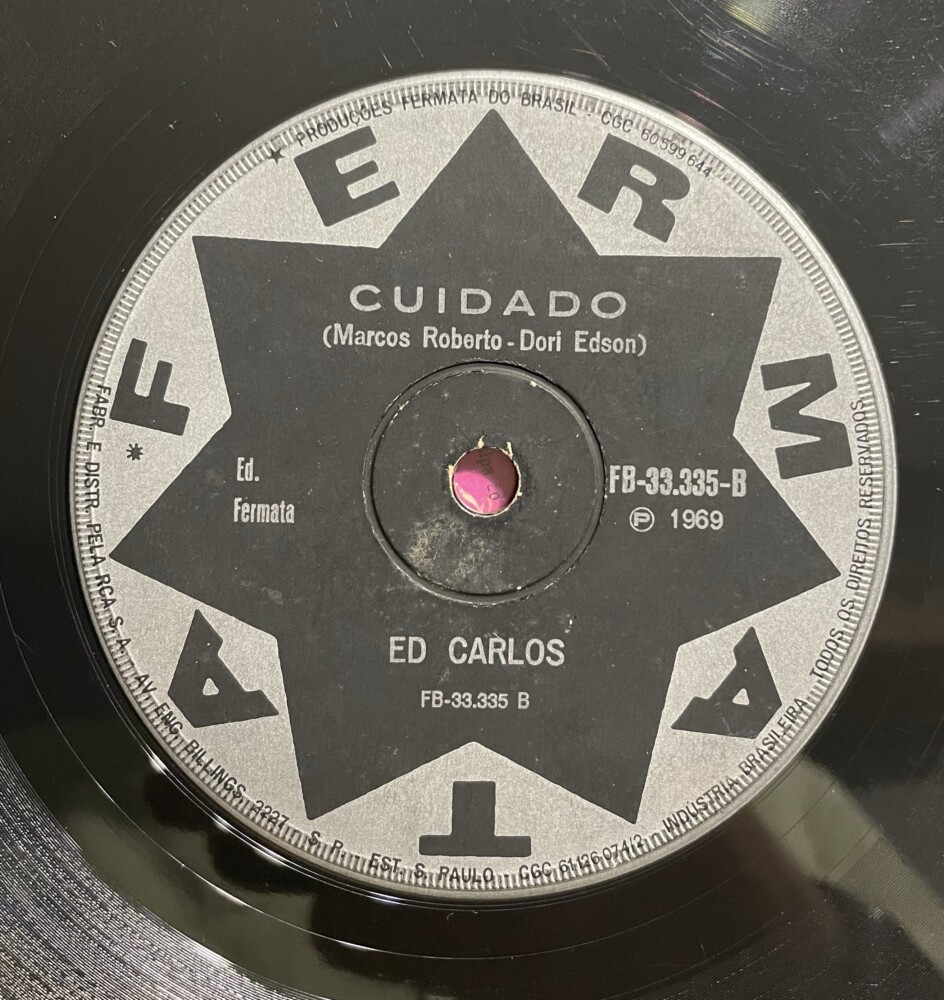 ★ PRODUÇÕES FERMATA DO BRASIL - CGC 60599644
FERMATA
CUIDADO
(Marcos Roberto - Dori Edson)
Ed.
Fermata
FB-33.335-B
Ⓟ 1969
ED CARLOS
FB-33.335 B
FABR. E DISTR. PELA RCA S. A. AV. ENG. BILLINGS, 2227 - S. P. - EST. S. PAULO - CGC 61126074/2 INDÚSTRIA BRASILEIRA TODOS OS DIREITOS RESERVADOS